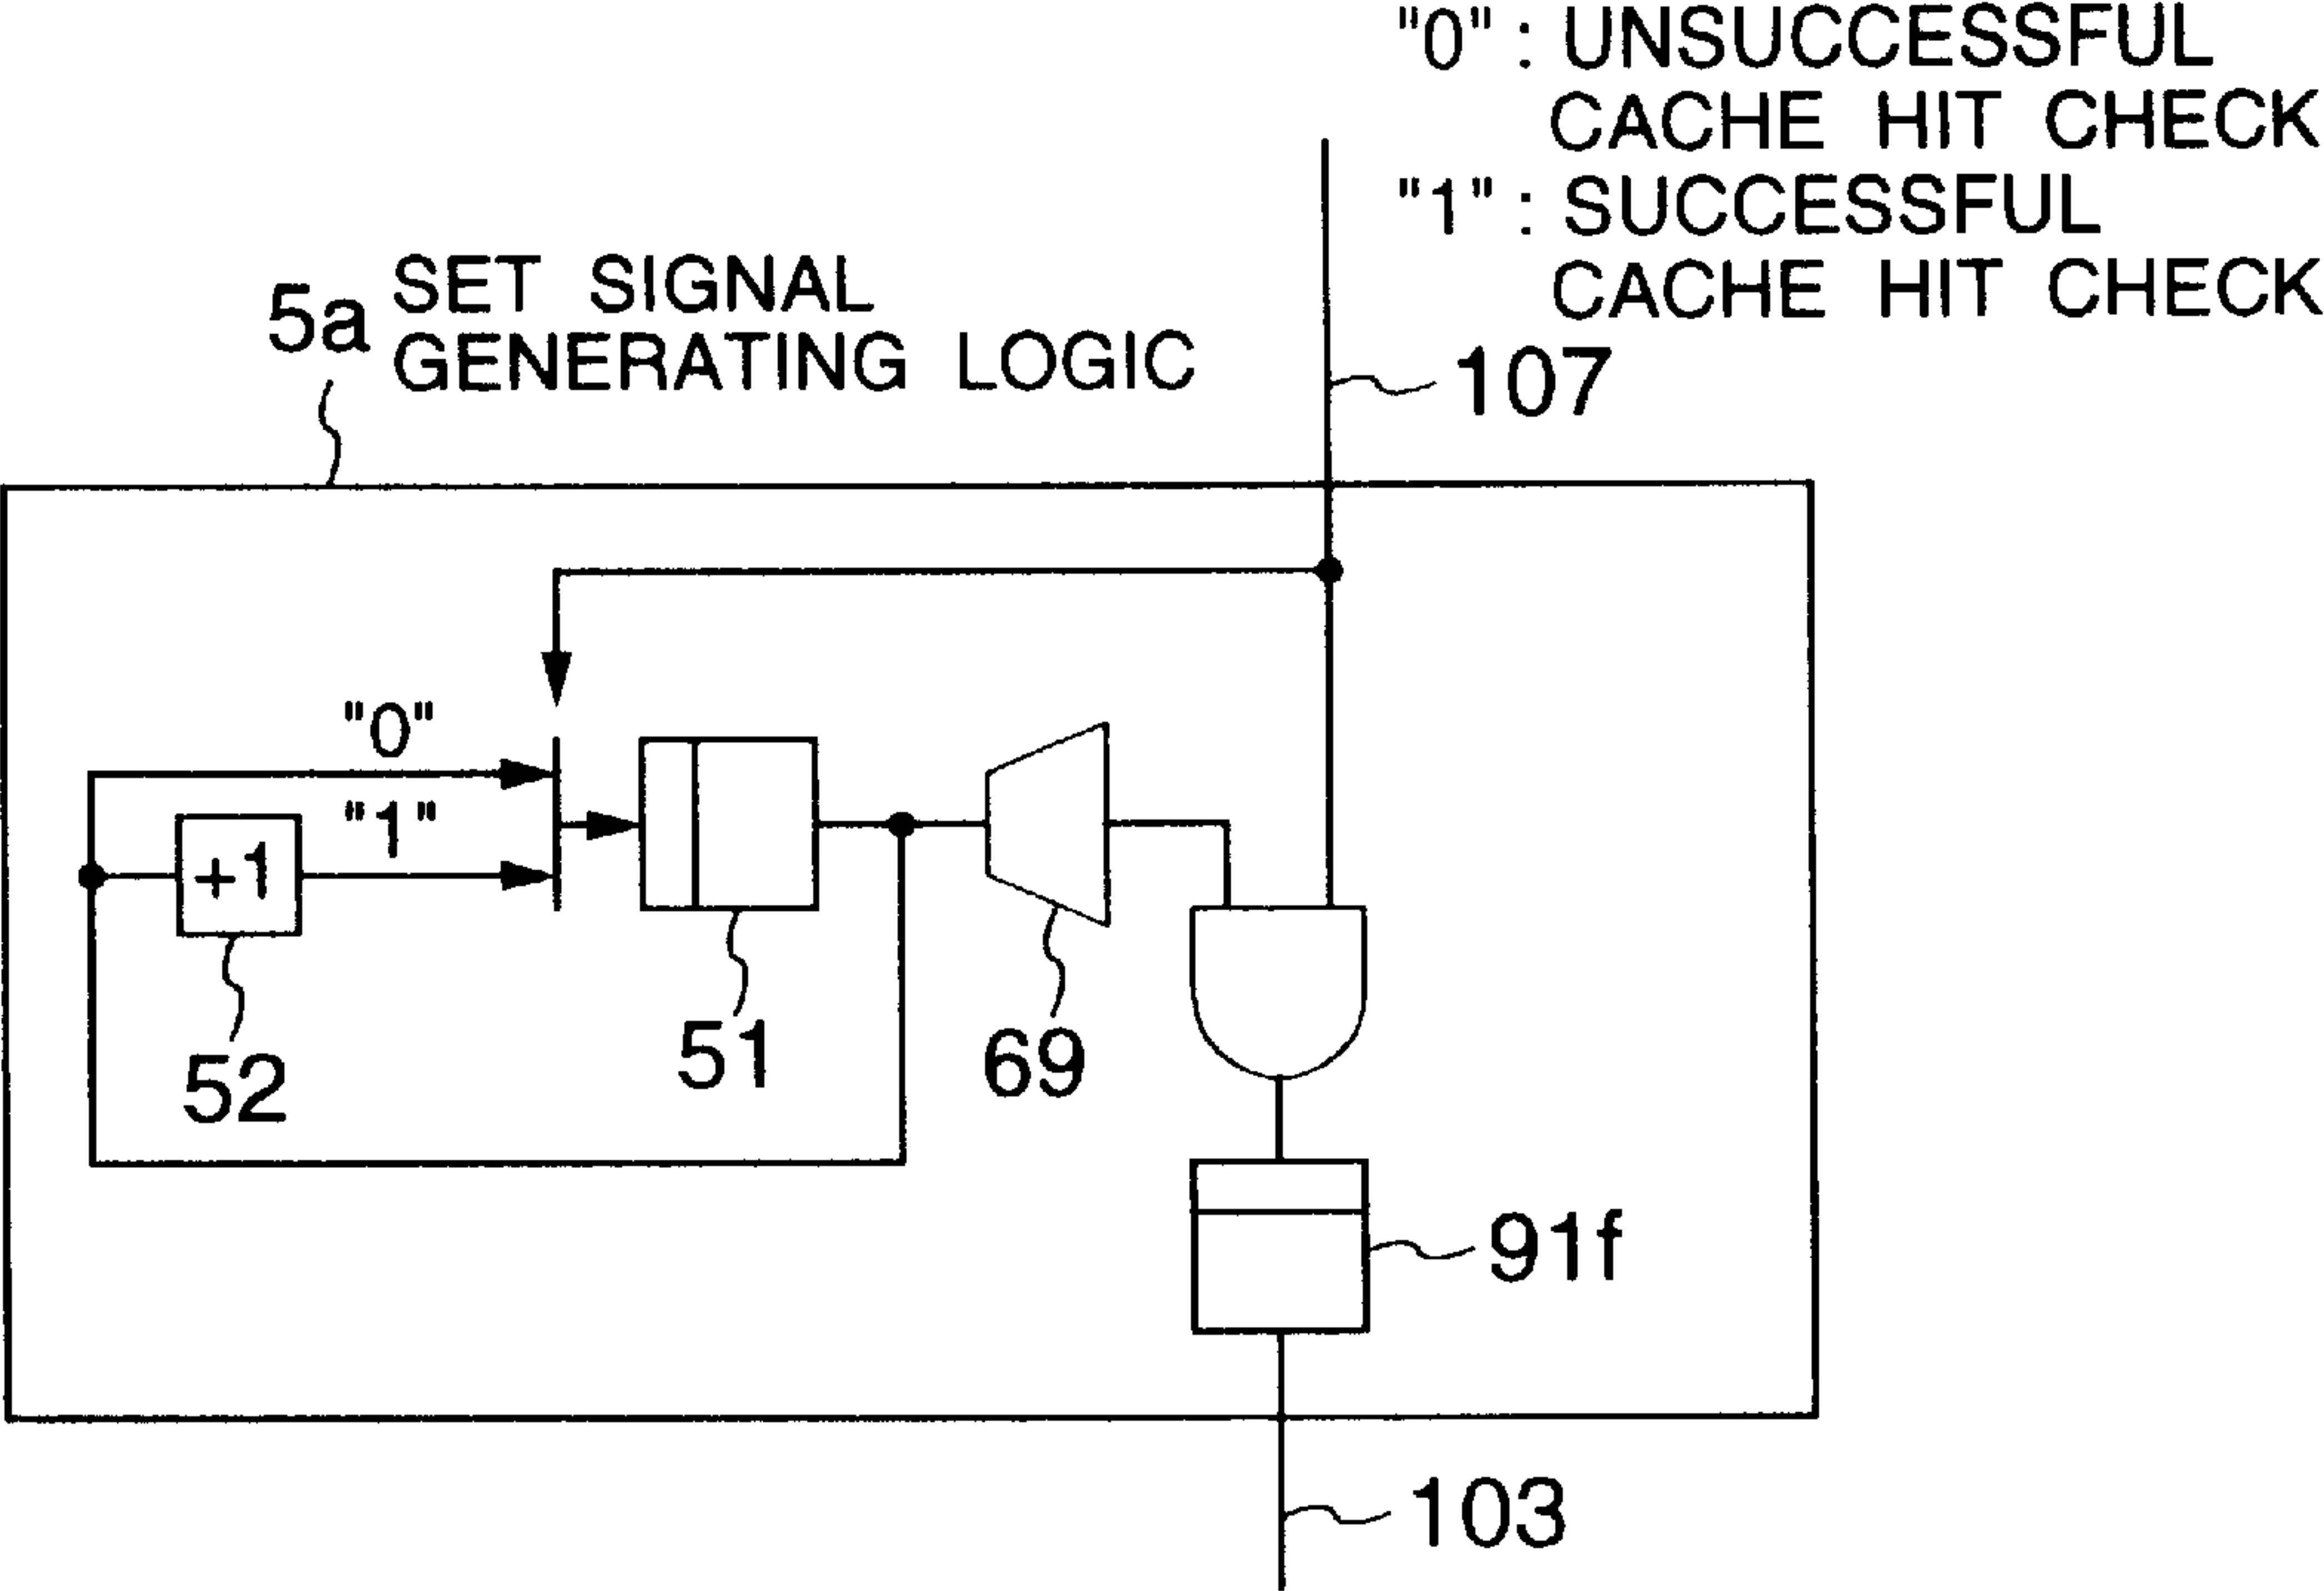 "0" : UNSUCCESSFUL
CACHE HIT CHECK
"1" : SUCCESSFUL
CACHE HIT CHECK
5a
SET SIGNAL
GENERATING LOGIC
107
"0"
"1"
+1
52
51
69
91f
103